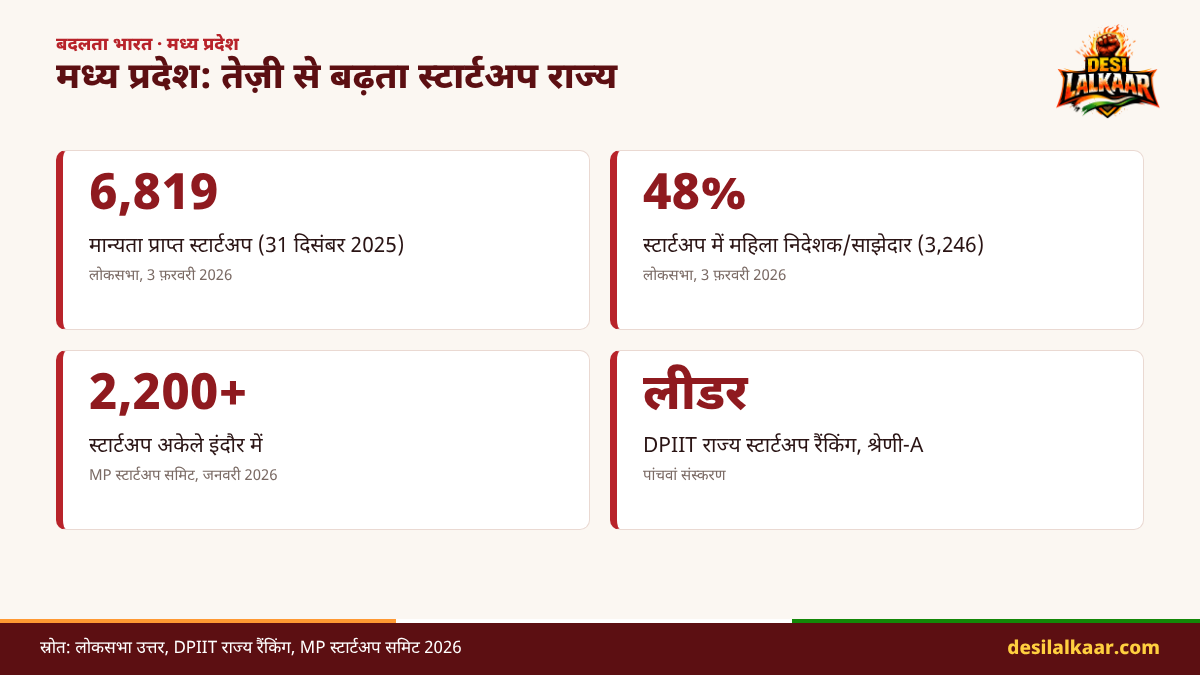 बदलता भारत · मध्य प्रदेश
मध्य प्रदेश: तेज़ी से बढ़ता स्टार्टअप राज्य
DESI
LALKAAR
6,819
मान्यता प्राप्त स्टार्टअप (31 दिसंबर 2025)
लोकसभा, 3 फ़रवरी 2026
48%
स्टार्टअप में महिला निदेशक/साझेदार (3,246)
लोकसभा, 3 फ़रवरी 2026
2,200+
स्टार्टअप अकेले इंदौर में
MP स्टार्टअप समिट, जनवरी 2026
लीडर
DPIIT राज्य स्टार्टअप रैंकिंग, श्रेणी-A
पांचवां संस्करण
स्रोत: लोकसभा उत्तर, DPIIT राज्य रैंकिंग, MP स्टार्टअप समिट 2026
desilalkaar.com